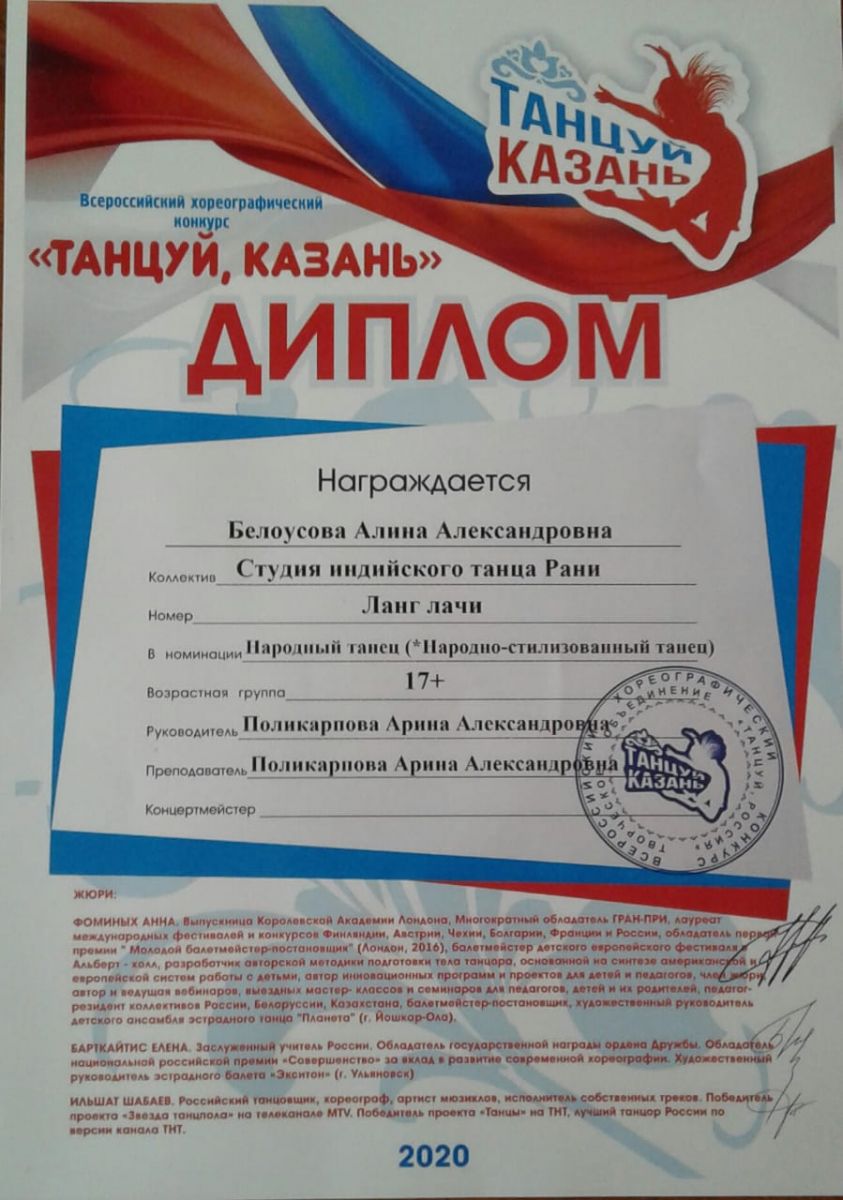 ТАНЦУЙ
КАЗАНЬ
Всероссийский хореографический
конкурс
«ТАНЦУЙ, КАЗАНЬ»
ДИПЛОМ
Награждается
Белоусова Алина Александровна
Коллектив Студия индийского танца Рани
Номер Ланг лачи
В номинации Народный танец (*Народно-стилизованный танец)
Возрастная группа 17+
Руководитель Поликарпова Арина Александровна
Преподаватель Поликарпова Арина Александровна
Концертмейстер
ВСЕРОССИЙСКИЙ ХОРЕОГРАФИЧЕСКИЙ КОНКУРС
ТВОРЧЕСКОЕ ОБЪЕДИНЕНИЕ «ТАНЦУЙ, РОССИЯ»
ТАНЦУЙ
КАЗАНЬ
ЖЮРИ:
ФОМИНЫХ АННА. Выпускница Королевской Академии Лондона, Многократный обладатель ГРАН-ПРИ, лауреат
международных фестивалей и конкурсов Финляндии, Австрии, Чехии, Болгарии, Франции и России, обладатель первой
премии " Молодой балетмейстер-постановщик" (Лондон, 2016), балетмейстер детского европейского фестиваля в
Альберт - холл, разработчик авторской методики подготовки тела танцора, основанной на синтезе американской и
европейской систем работы с детьми, автор инновационных программ и проектов для детей и педагогов, член жюри,
автор и ведущая вебинаров, выездных мастер- классов и семинаров для педагогов, детей и их родителей, педагог-
резидент коллективов России, Белоруссии, Казахстана, балетмейстер-постановщик, художественный руководитель
детского ансамбля эстрадного танца "Планета" (г. Йошкар-Ола).
БАРТКАЙТИС ЕЛЕНА. Заслуженный учитель России. Обладатель государственной награды ордена Дружбы. Обладатель
национальной российской премии «Совершенство» за вклад в развитие современной хореографии. Художественный
руководитель эстрадного балета «Экситон» (г. Ульяновск)
ИЛЬШАТ ШАБАЕВ. Российский танцовщик, хореограф, артист мюзиклов, исполнитель собственных треков. Победитель
проекта «Звезда танцпола» на телеканале MTV. Победитель проекта «Танцы» на ТНТ, лучший танцор России по
версии канала ТНТ.
2020